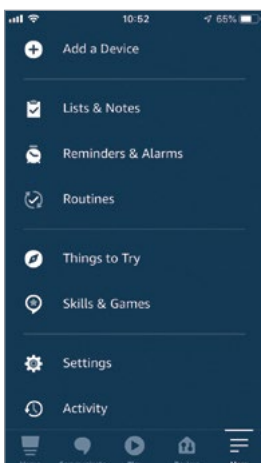 10:52
65%
Add a Device
Lists & Notes
Reminders & Alarms
Routines
Things to Try
Skills & Games
Settings
Activity